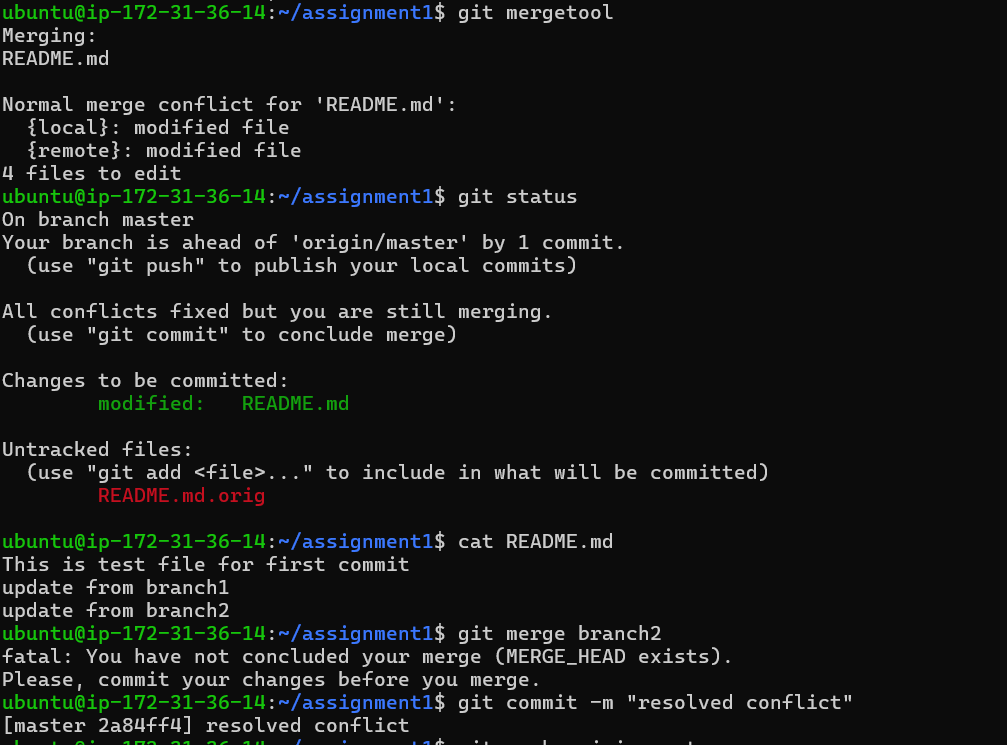 ubuntu@ip-172-31-36-14:~/assignment1$ git mergetool
Merging:
README.md
Normal merge conflict for 'README.md':
  {local}: modified file
  {remote}: modified file
4 files to edit
ubuntu@ip-172-31-36-14:~/assignment1$ git status
On branch master
Your branch is ahead of 'origin/master' by 1 commit.
  (use "git push" to publish your local commits)
All conflicts fixed but you are still merging.
  (use "git commit" to conclude merge)
Changes to be committed:
        modified:   README.md
Untracked files:
  (use "git add <file>..." to include in what will be committed)
        README.md.orig
ubuntu@ip-172-31-36-14:~/assignment1$ cat README.md
This is test file for first commit
update from branch1
update from branch2
ubuntu@ip-172-31-36-14:~/assignment1$ git merge branch2
fatal: You have not concluded your merge (MERGE_HEAD exists).
Please, commit your changes before you merge.
ubuntu@ip-172-31-36-14:~/assignment1$ git commit -m "resolved conflict"
[master 2a84ff4] resolved conflict